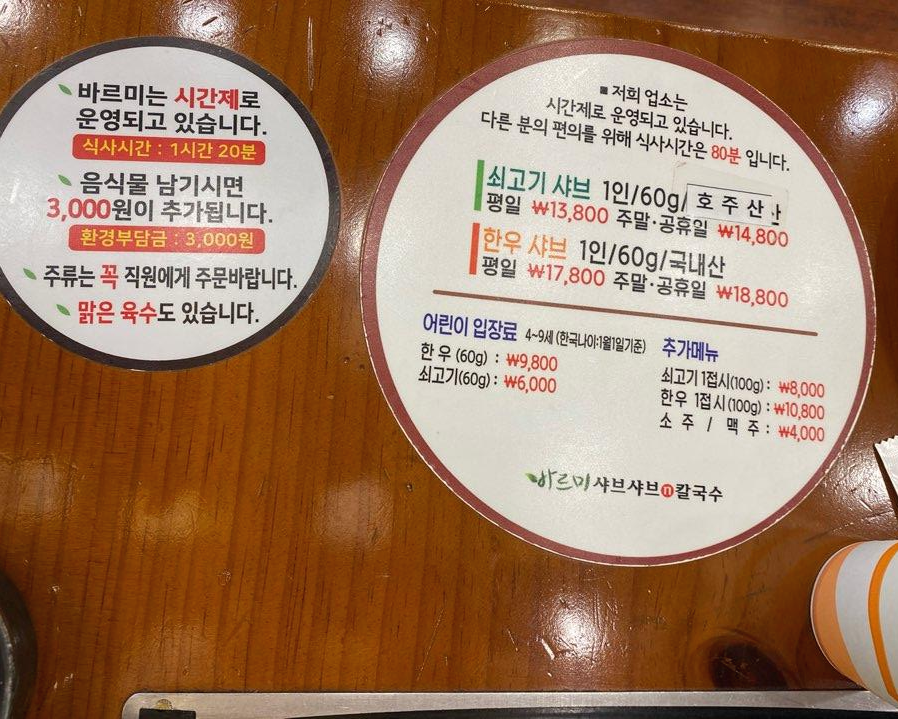 바르미는 시간제로
운영되고 있습니다.
식사시간 : 1시간 20분
음식물 남기시면
3,000원이 추가됩니다.
환경부담금 : 3,000원
주류는 꼭 직원에게 주문바랍니다.
맑은 육수도 있습니다.
■ 저희 업소는
시간제로 운영되고 있습니다.
다른 분의 편의를 위해 식사시간은 80분 입니다.
쇠고기 샤브 1인/60g/호주산
평일 ₩13,800 주말·공휴일 ₩14,800
한우 샤브 1인/60g/국내산
평일 ₩17,800 주말·공휴일 ₩18,800
어린이 입장료 4~9세 (한국나이:1월1일기준)
한우 (60g) : ₩9,800
쇠고기(60g) : ₩6,000
추가메뉴
쇠고기 1접시(100g) : ₩8,000
한우 1접시(100g) : ₩10,800
소 주 / 맥 주 : ₩4,000
바르미 샤브샤브n칼국수